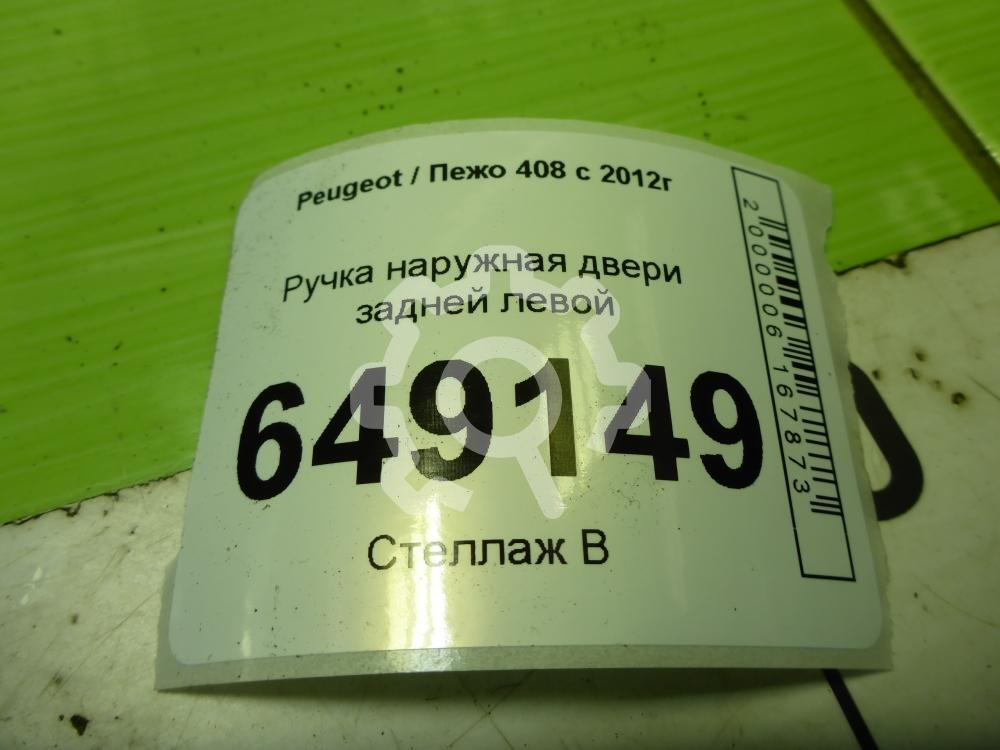 Peugeot / Пежо 408 с 2012г
Ручка наружная двери
задней левой
649149
Стеллаж В
2000006167873